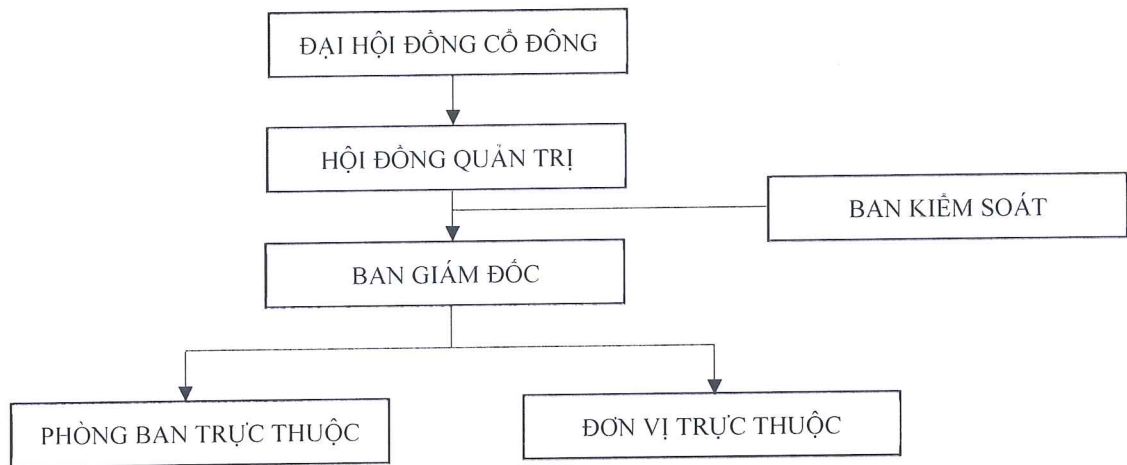 ĐẠI HỘI ĐỒNG CỔ ĐÔNG
HỘI ĐỒNG QUẢN TRỊ
BAN KIỂM SOÁT
BAN GIÁM ĐỐC
PHÒNG BAN TRỰC THUỘC
ĐƠN VỊ TRỰC THUỘC